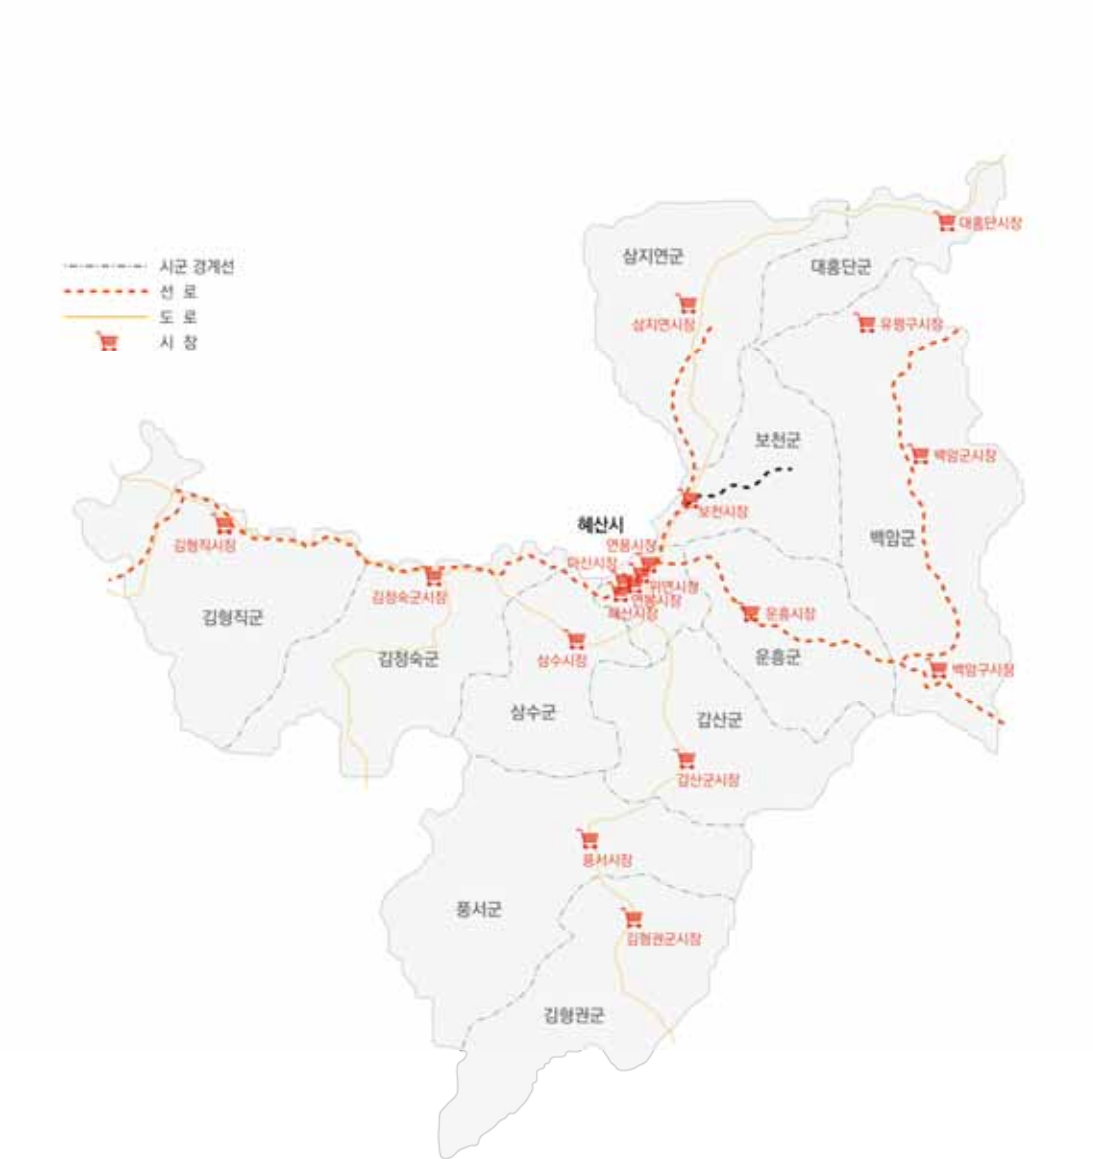 시군 경계선
선 로
도 로
시 장
대홍단시장
삼지연군
대홍단군
삼지연시장
유평구시장
보천군
백암군시장
보천시장
혜산시
백암군
연봉시장
마산시장
위연시장
연봉시장
혜산시장
김형직시장
김정숙군시장
김형직군
운흥시장
김정숙군
삼수시장
운흥군
백암구시장
삼수군
갑산군
갑산군시장
풍서시장
풍서군
김형권군시장
김형권군